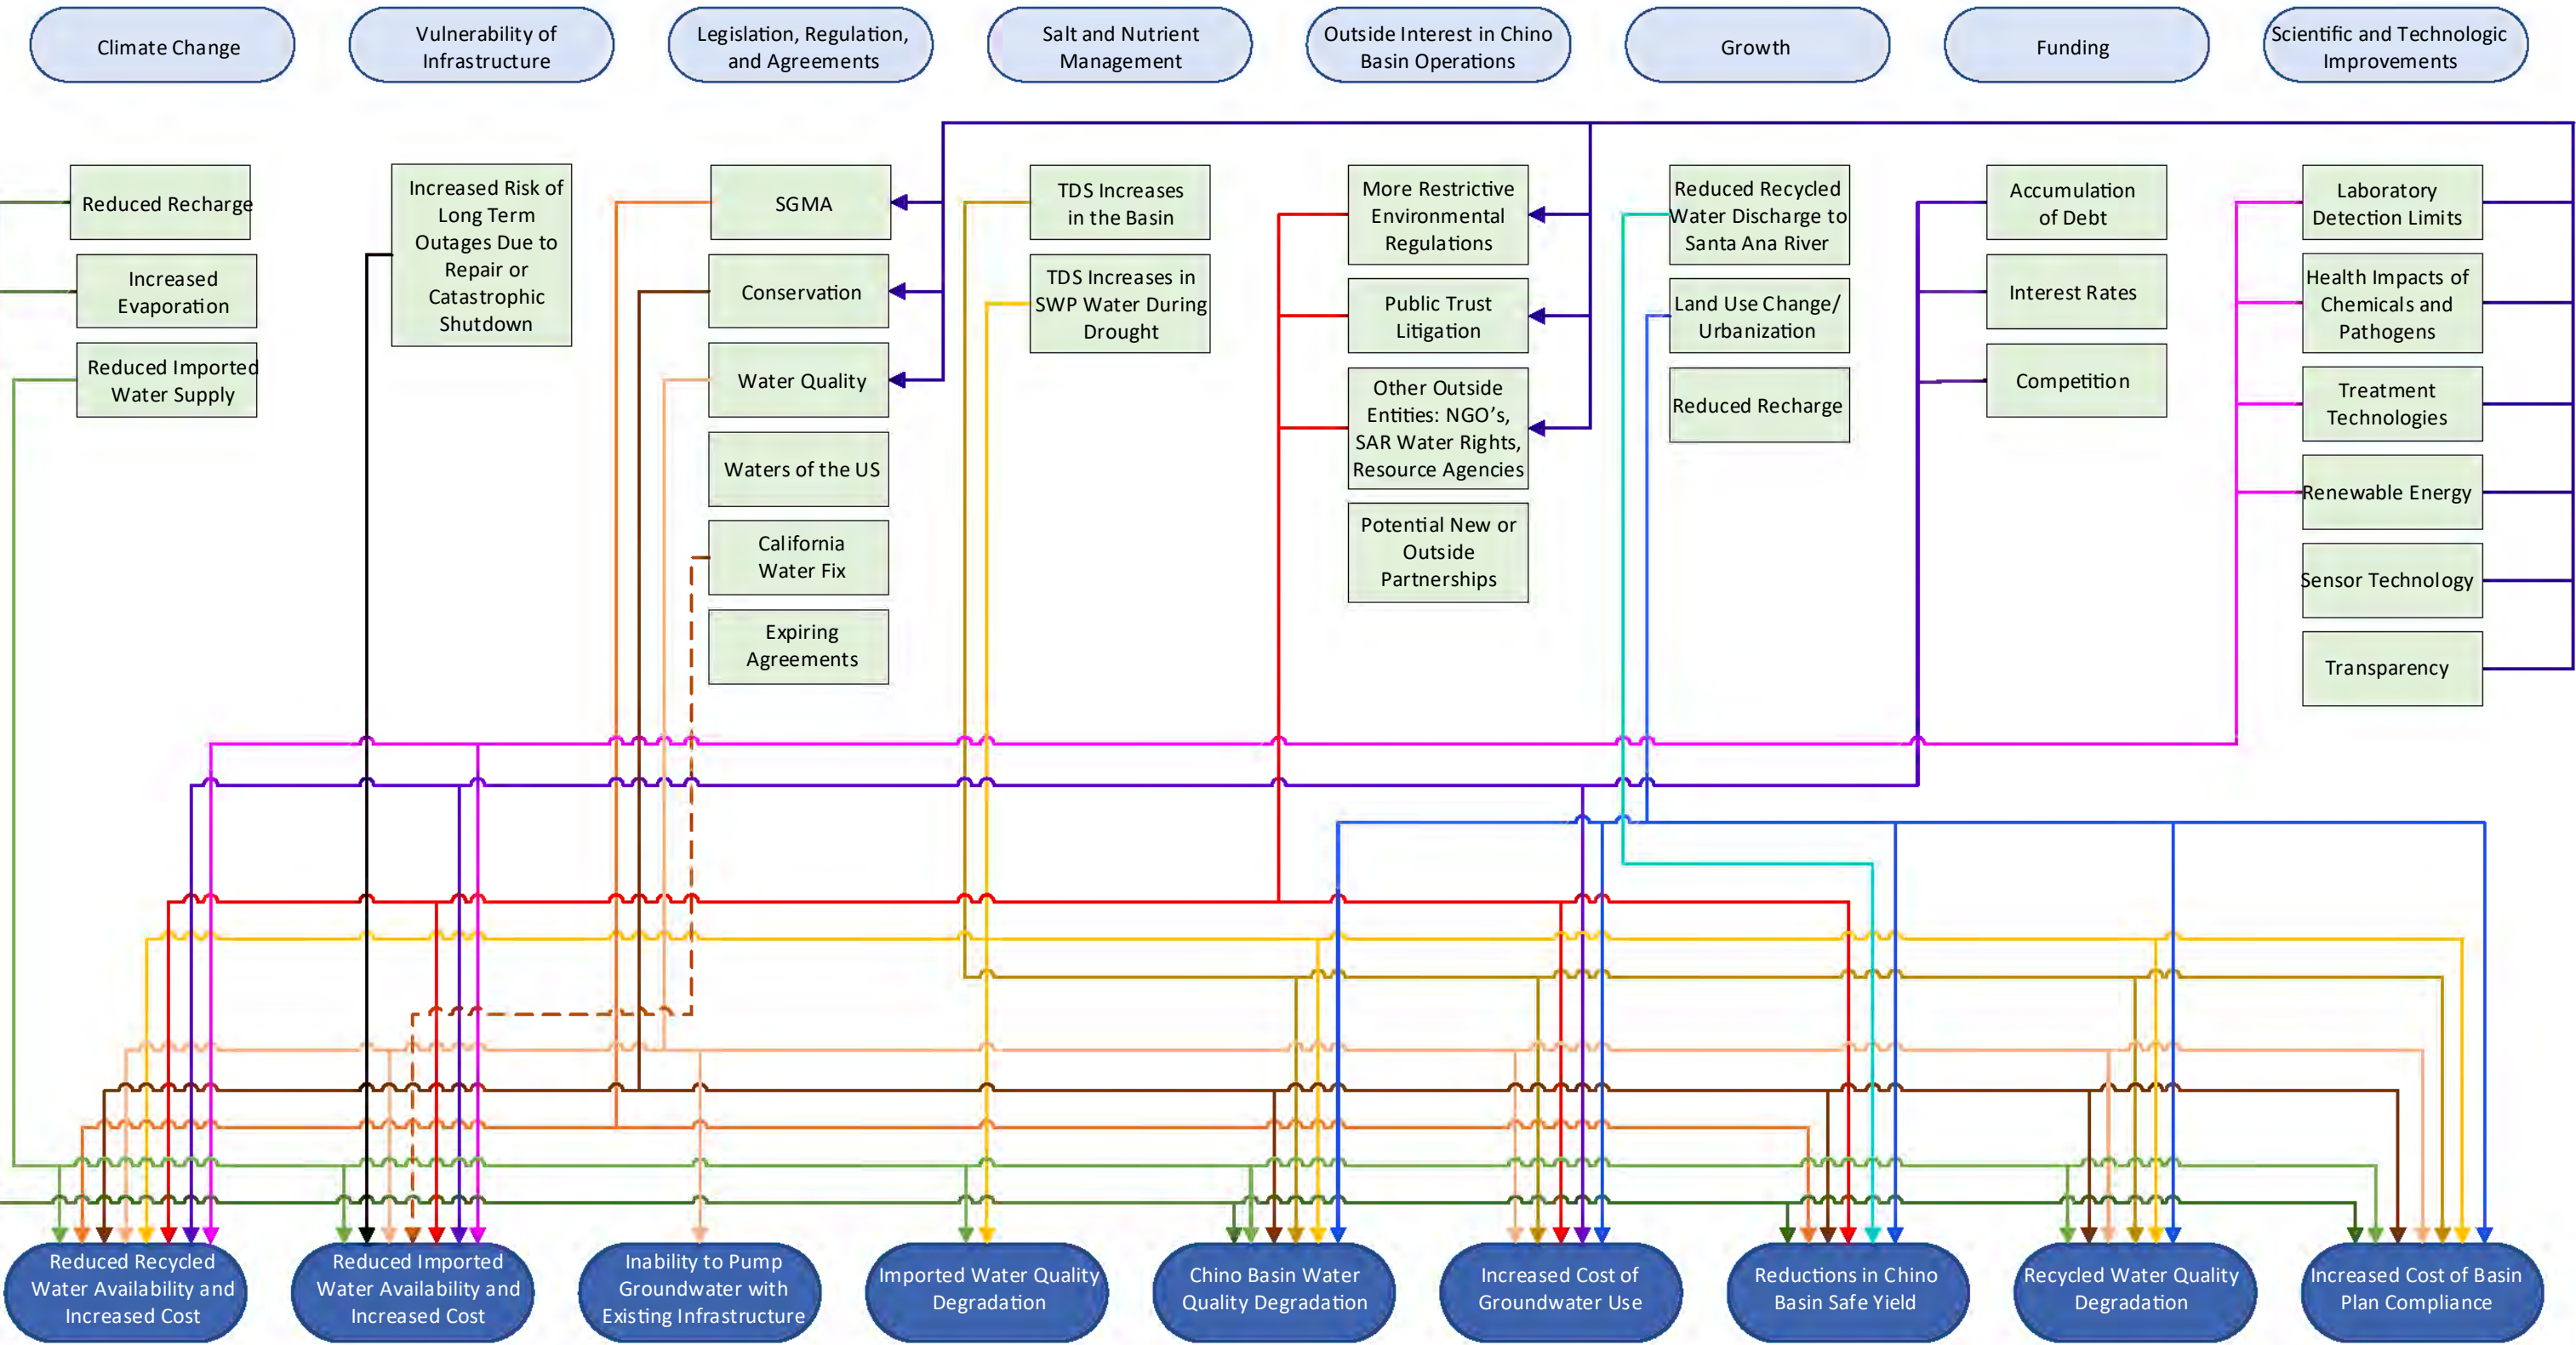 Climate Change
Vulnerability of
Infrastructure
Legislation, Regulation,
and Agreements
Salt and Nutrient
Management
Outside Interest in Chino
Basin Operations
Growth
Funding
Scientific and Technologic
Improvements
Reduced Recharge
Increased
Evaporation
Reduced Imported
Water Supply
Increased Risk of
Long Term
Outages Due to
Repair or
Catastrophic
Shutdown
SGMA
Conservation
Water Quality
Waters of the US
California
Water Fix
Expiring
Agreements
TDS Increases
in the Basin
TDS Increases in
SWP Water During
Drought
More Restrictive
Environmental
Regulations
Public Trust
Litigation
Other Outside
Entities: NGO’s,
SAR Water Rights,
Resource Agencies
Potential New or
Outside
Partnerships
Reduced Recycled
Water Discharge to
Santa Ana River
Land Use Change/
Urbanization
Reduced Recharge
Accumulation
of Debt
Interest Rates
Competition
Laboratory
Detection Limits
Health Impacts of
Chemicals and
Pathogens
Treatment
Technologies
Renewable Energy
Sensor Technology
Transparency
Reduced Recycled
Water Availability and
Increased Cost
Reduced Imported
Water Availability and
Increased Cost
Inability to Pump
Groundwater with
Existing Infrastructure
Imported Water Quality
Degradation
Chino Basin Water
Quality Degradation
Increased Cost of
Groundwater Use
Reductions in Chino
Basin Safe Yield
Recycled Water Quality
Degradation
Increased Cost of Basin
Plan Compliance